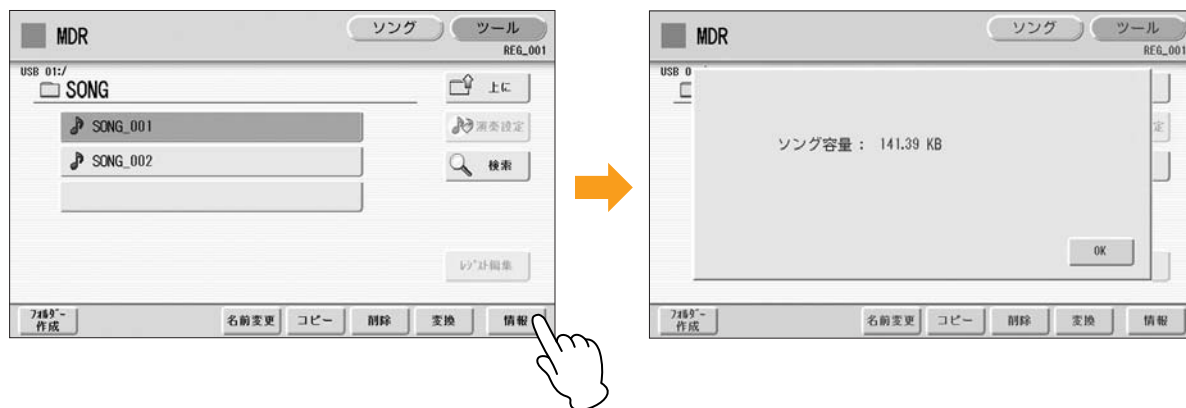 MDR
ソング
ツール
REG_001
USB 01:/
SONG
上に
SONG_001
演奏設定
SONG_002
検索
レジスト編集
フォルダー
作成
名前変更
コピー
削除
変換
情報
MDR
ソング
ツール
REG_001
USB 0
定
ソング容量 : 141.39 KB
OK
フォルダー
作成
名前変更
コピー
削除
変換
情報